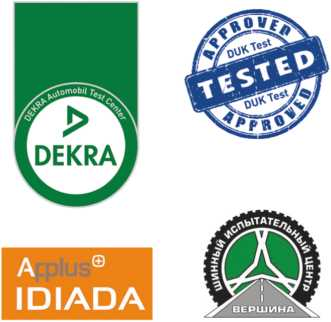 DEKRA Automobil Test Center
DEKRA
APPROVED
DUK Test
TESTED
DUK Test
APPROVED
Applus+
IDIADA
ШИННЫЙ ИСПЫТАТЕЛЬНЫЙ ЦЕНТР
ВЕРШИНА